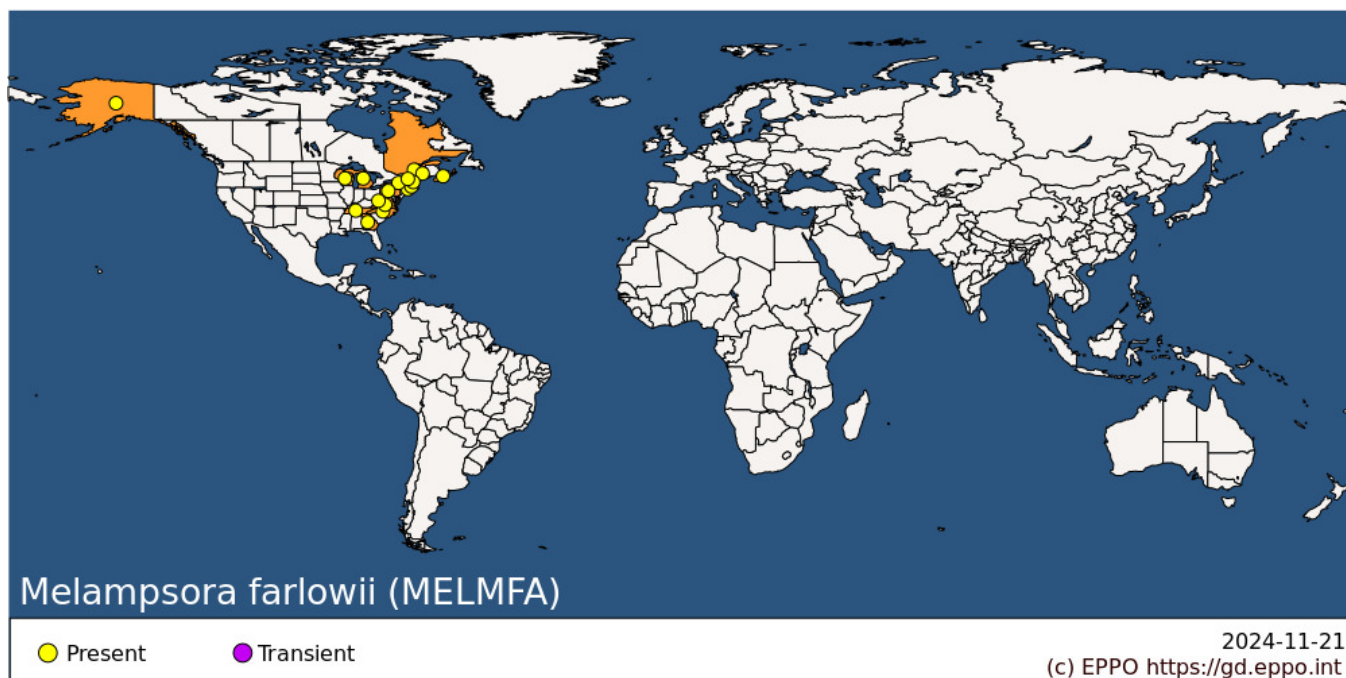 Melampsora farlowii (MELMFA)
Present
Transient
2024-11-21
(c) EPPO https://gd.eppo.int